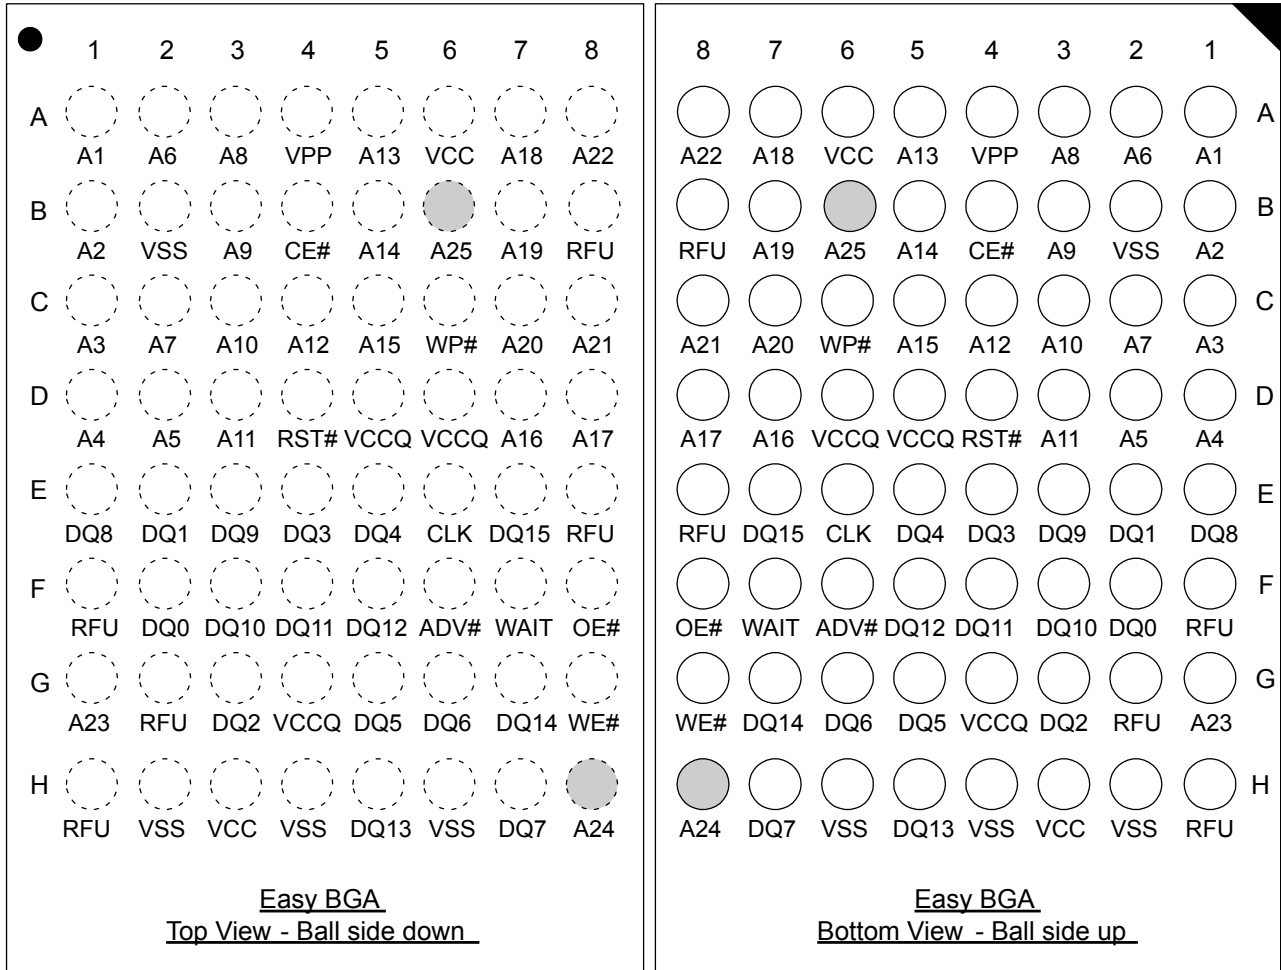 1 2 3 4 5 6 7 8
A
A1 A6 A8 VPP A13 VCC A18 A22
B
A2 VSS A9 CE# A14 A25 A19 RFU
C
A3 A7 A10 A12 A15 WP# A20 A21
D
A4 A5 A11 RST# VCCQ VCCQ A16 A17
E
DQ8 DQ1 DQ9 DQ3 DQ4 CLK DQ15 RFU
F
RFU DQ0 DQ10 DQ11 DQ12 ADV# WAIT OE#
G
A23 RFU DQ2 VCCQ DQ5 DQ6 DQ14 WE#
H
RFU VSS VCC VSS DQ13 VSS DQ7 A24
Easy BGA
Top View - Ball side down
8 7 6 5 4 3 2 1
A
A22 A18 VCC A13 VPP A8 A6 A1
B
RFU A19 A25 A14 CE# A9 VSS A2
C
A21 A20 WP# A15 A12 A10 A7 A3
D
A17 A16 VCCQ VCCQ RST# A11 A5 A4
E
RFU DQ15 CLK DQ4 DQ3 DQ9 DQ1 DQ8
F
OE# WAIT ADV# DQ12 DQ11 DQ10 DQ0 RFU
G
WE# DQ14 DQ6 DQ5 VCCQ DQ2 RFU A23
H
A24 DQ7 VSS DQ13 VSS VCC VSS RFU
Easy BGA
Bottom View - Ball side up